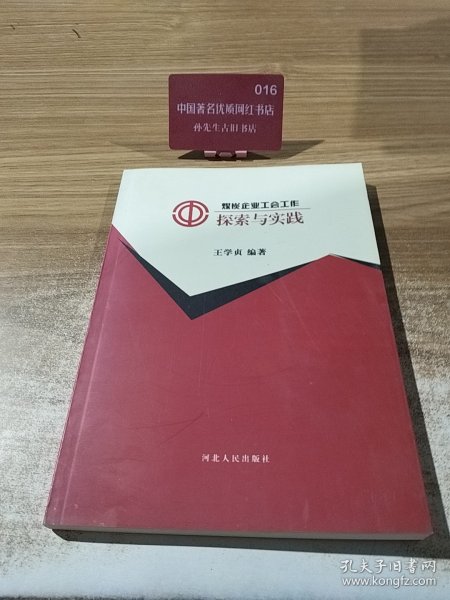 016
中国著名优质网红书店
孙先生古旧书店
煤炭企业工会工作
探索与实践
王学贞 编著
河北人民出版社
孔夫子旧书网
www.kongfz.com